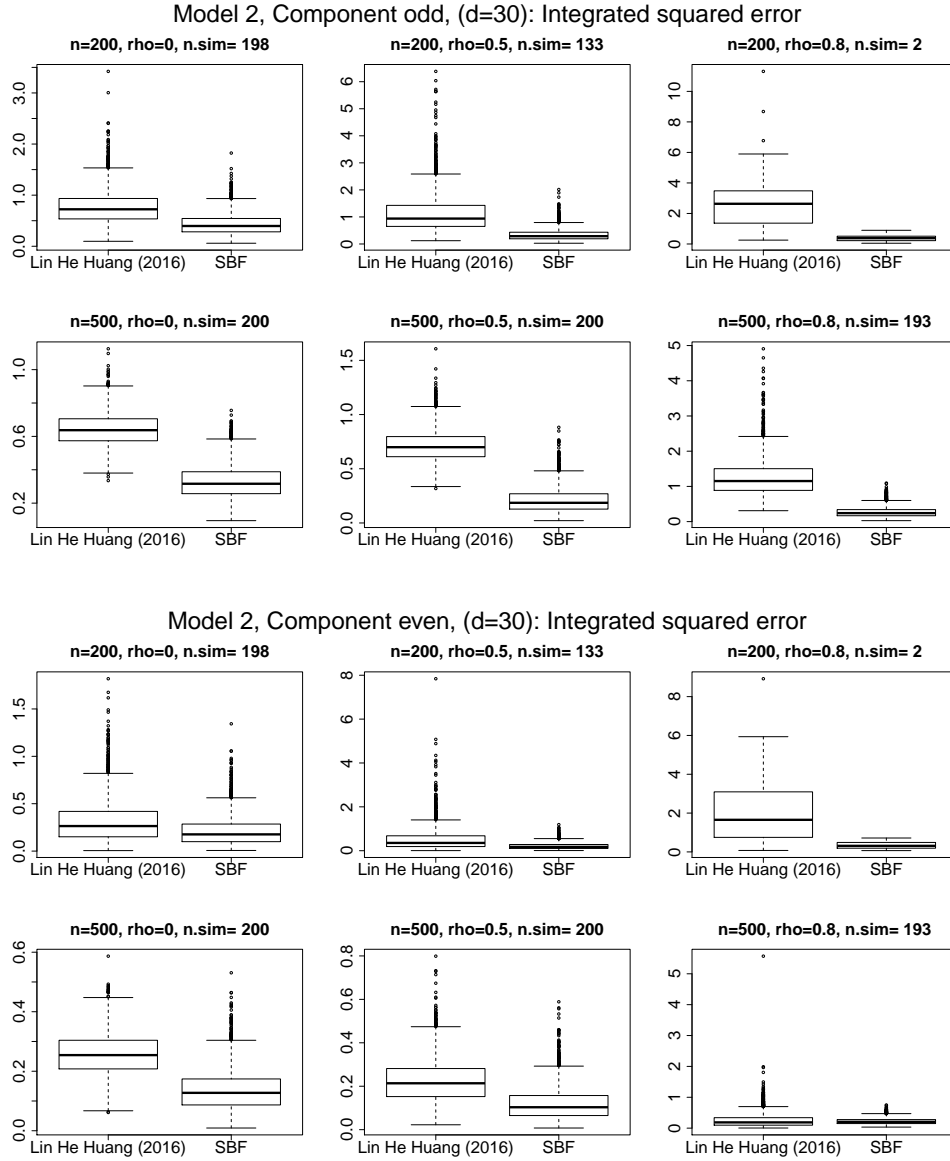 Model 2, Component odd, (d=30): Integrated squared error
n=200, rho=0, n.sim= 198
n=200, rho=0.5, n.sim= 133
n=200, rho=0.8, n.sim= 2
0.0
1.0
2.0
3.0
Lin He Huang (2016)
SBF
0
1
2
3
4
5
6
Lin He Huang (2016)
SBF
0
2
4
6
8
10
Lin He Huang (2016)
SBF
n=500, rho=0, n.sim= 200
n=500, rho=0.5, n.sim= 200
n=500, rho=0.8, n.sim= 193
0.2
0.6
1.0
Lin He Huang (2016)
SBF
0.0
0.5
1.0
1.5
Lin He Huang (2016)
SBF
0
1
2
3
4
5
Lin He Huang (2016)
SBF
Model 2, Component even, (d=30): Integrated squared error
n=200, rho=0, n.sim= 198
n=200, rho=0.5, n.sim= 133
n=200, rho=0.8, n.sim= 2
0.0
0.5
1.0
1.5
Lin He Huang (2016)
SBF
0
2
4
6
8
Lin He Huang (2016)
SBF
0
2
4
6
8
Lin He Huang (2016)
SBF
n=500, rho=0, n.sim= 200
n=500, rho=0.5, n.sim= 200
n=500, rho=0.8, n.sim= 193
0.0
0.2
0.4
0.6
Lin He Huang (2016)
SBF
0.0
0.2
0.4
0.6
0.8
Lin He Huang (2016)
SBF
0
1
2
3
4
5
Lin He Huang (2016)
SBF